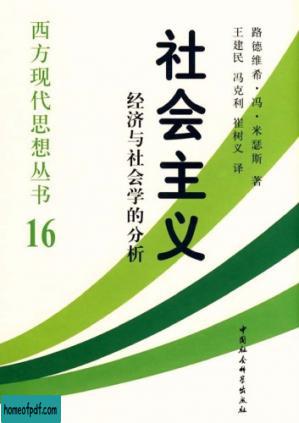 西方现代思想丛书
16
社会主义
经济与社会学的分析
路德维希·冯·米瑟斯 著
王建民 冯克利 崔树义 译
中国社会科学出版社
homeofpdf.com